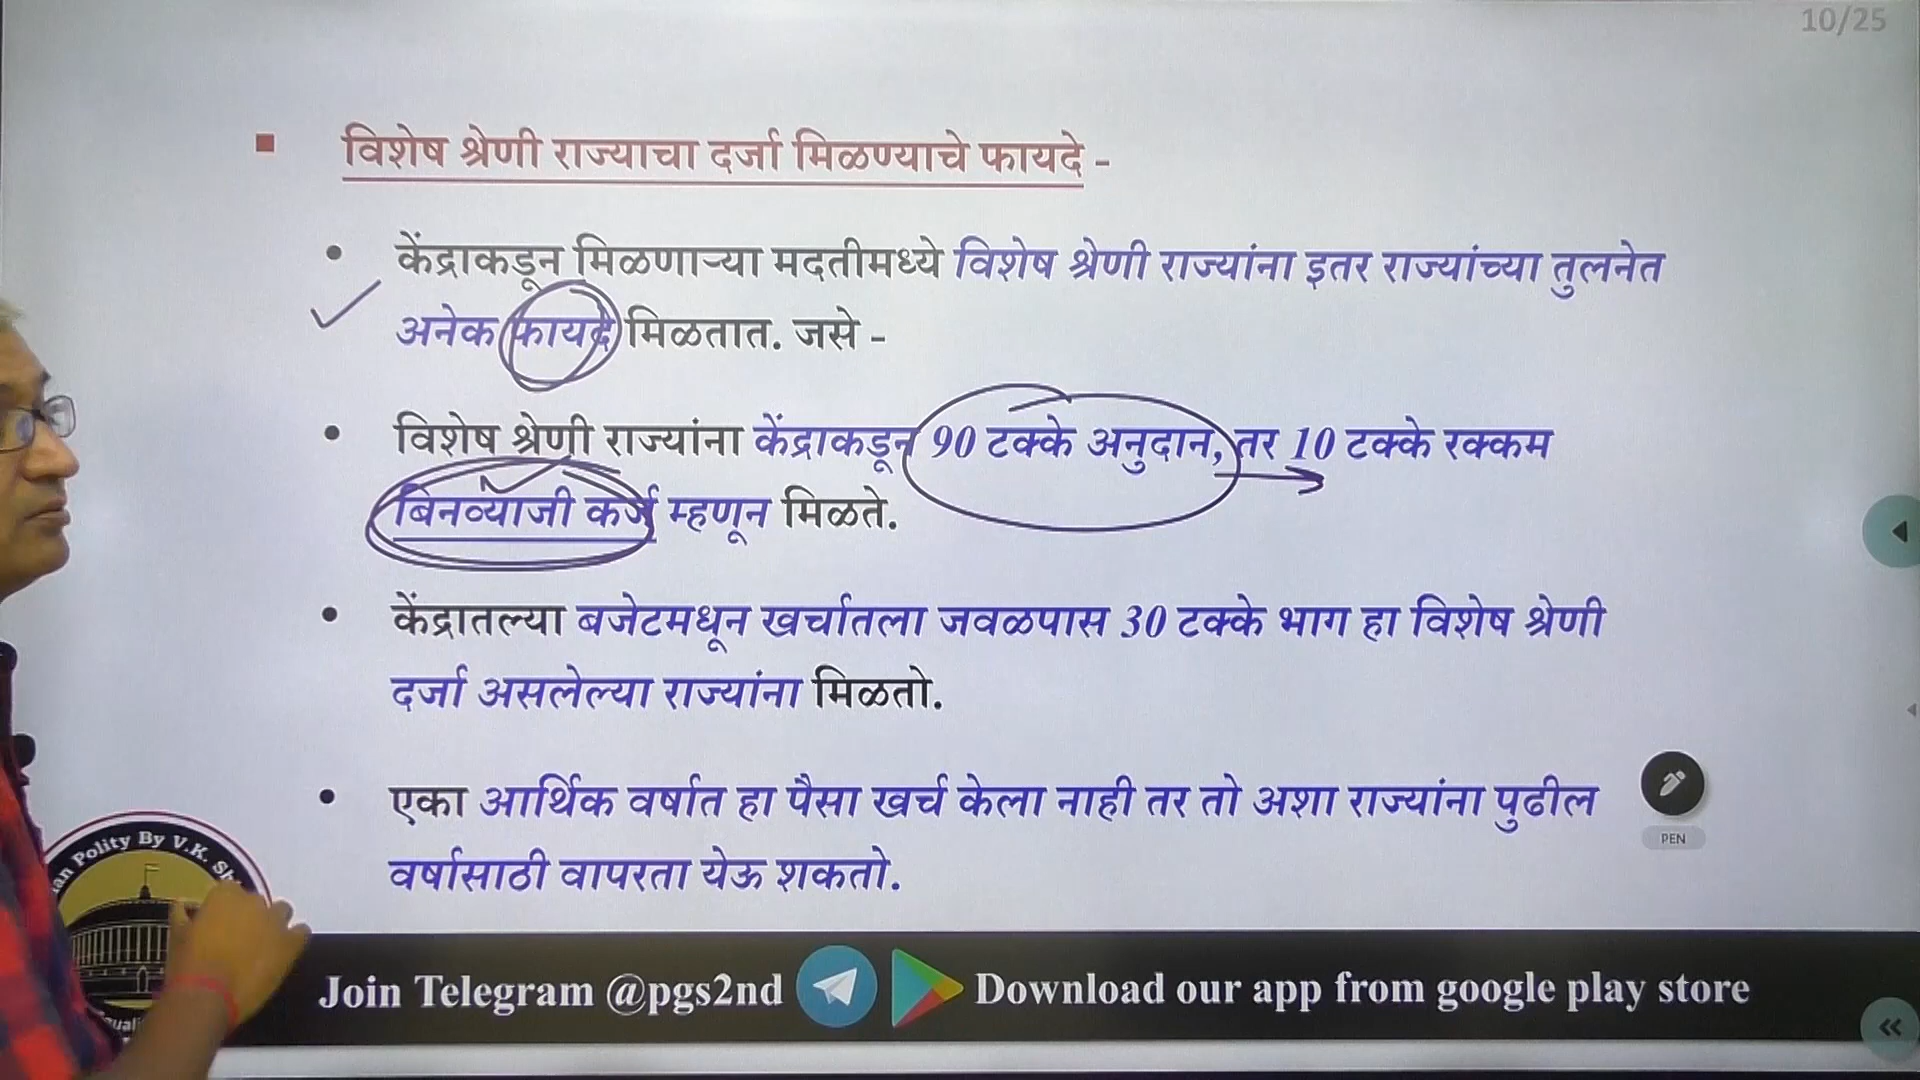 10/25
विशेष श्रेणी राज्याचा दर्जा मिळण्याचे फायदे -
केंद्राकडून मिळणाऱ्या मदतीमध्ये विशेष श्रेणी राज्यांना इतर राज्यांच्या तुलनेत
अनेक फायदे मिळतात. जसे -
विशेष श्रेणी राज्यांना केंद्राकडून 90 टक्के अनुदान, तर 10 टक्के रक्कम
बिनव्याजी कर्ज म्हणून मिळते.
केंद्रातल्या बजेटमधून खर्चातला जवळपास 30 टक्के भाग हा विशेष श्रेणी
दर्जा असलेल्या राज्यांना मिळतो.
एका आर्थिक वर्षात हा पैसा खर्च केला नाही तर तो अशा राज्यांना पुढील
वर्षासाठी वापरता येऊ शकतो.
PEN
Polity By V.K.
Join Telegram @pgs2nd
Download our app from google play store